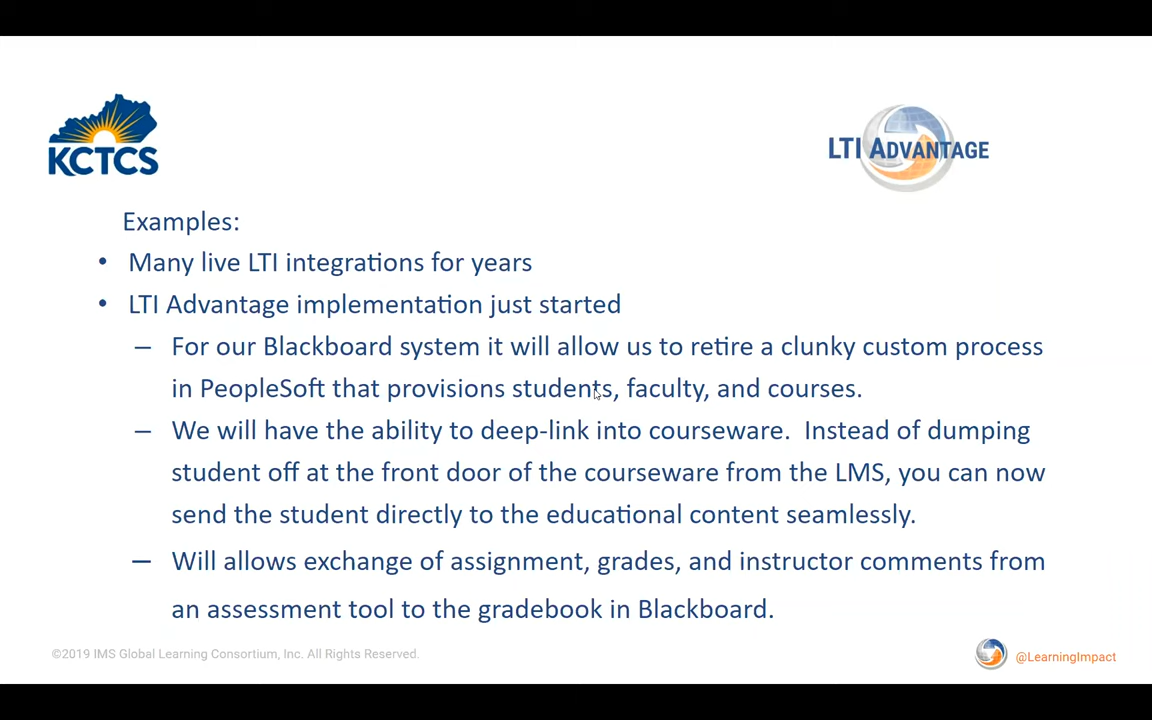 KCTCS
LTI ADVANTAGE
Examples:
• Many live LTI integrations for years
• LTI Advantage implementation just started
– For our Blackboard system it will allow us to retire a clunky custom process
in PeopleSoft that provisions students, faculty, and courses.
– We will have the ability to deep-link into courseware. Instead of dumping
student off at the front door of the courseware from the LMS, you can now
send the student directly to the educational content seamlessly.
– Will allows exchange of assignment, grades, and instructor comments from
an assessment tool to the gradebook in Blackboard.
©2019 IMS Global Learning Consortium, Inc. All Rights Reserved.
@LearningImpact